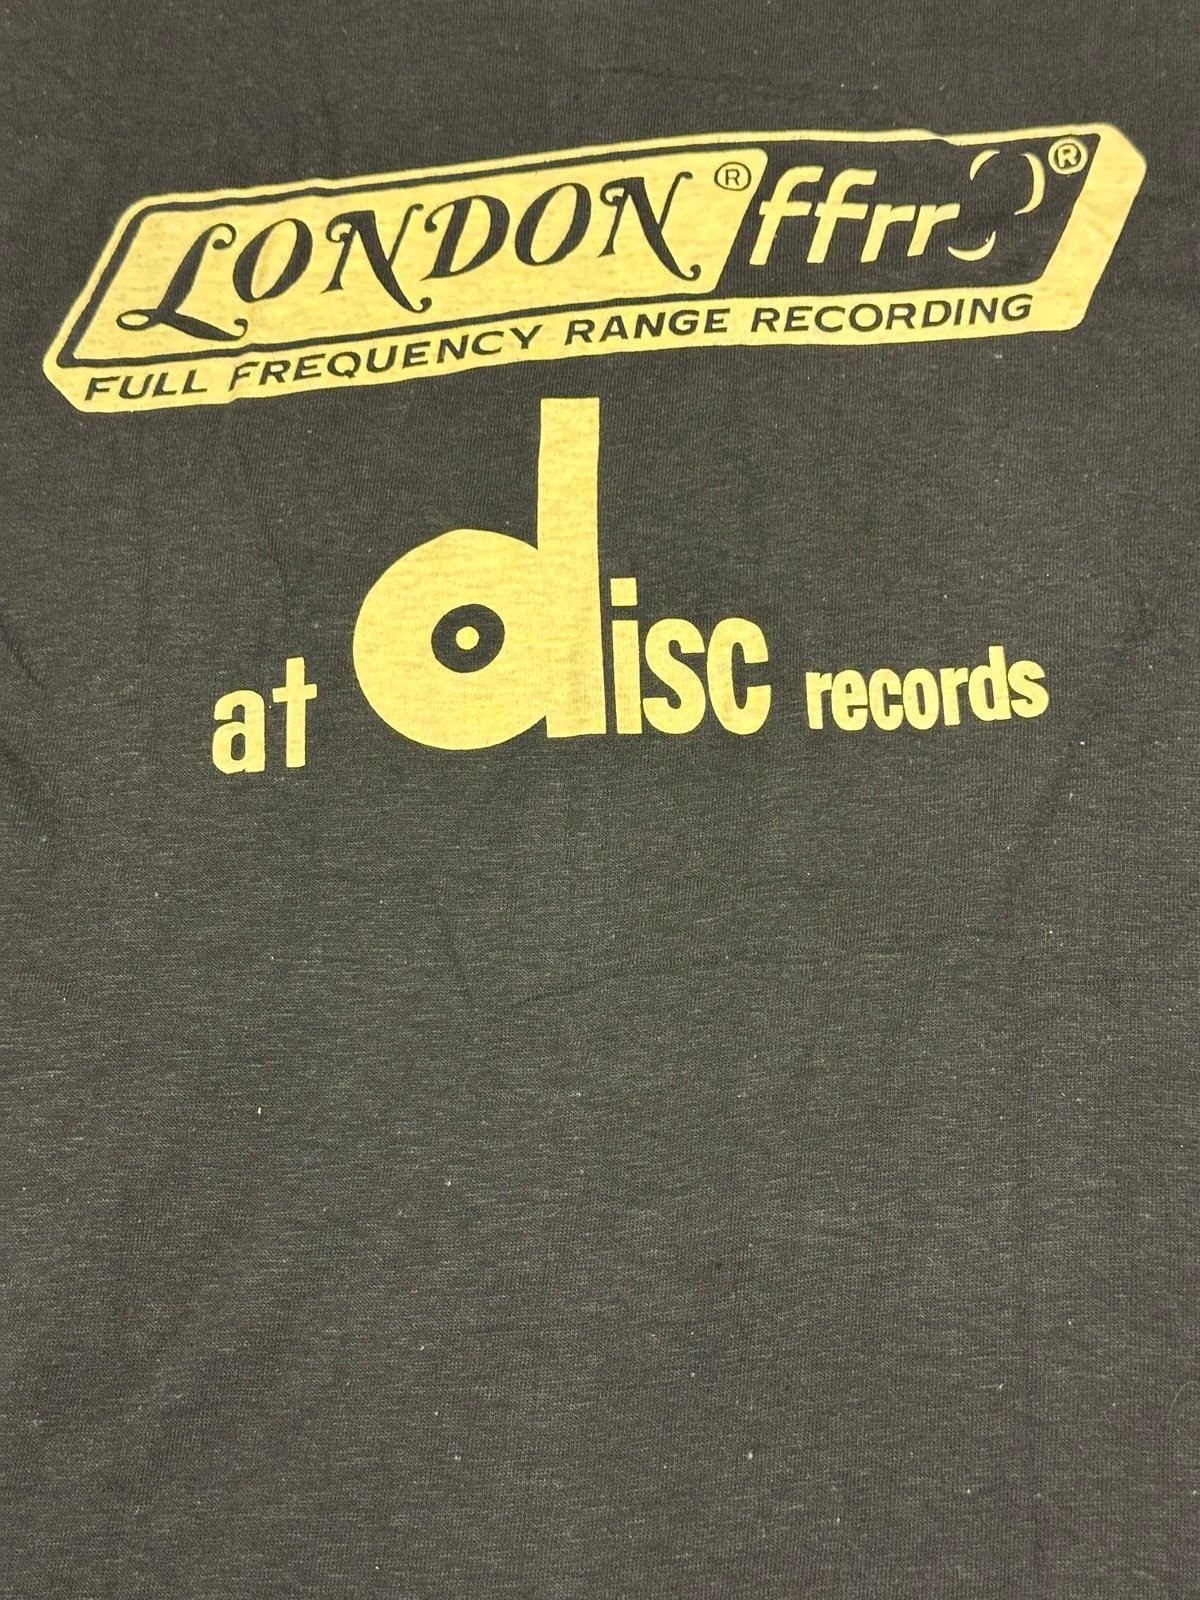 LONDON® ffrr®
FULL FREQUENCY RANGE RECORDING
at disc records